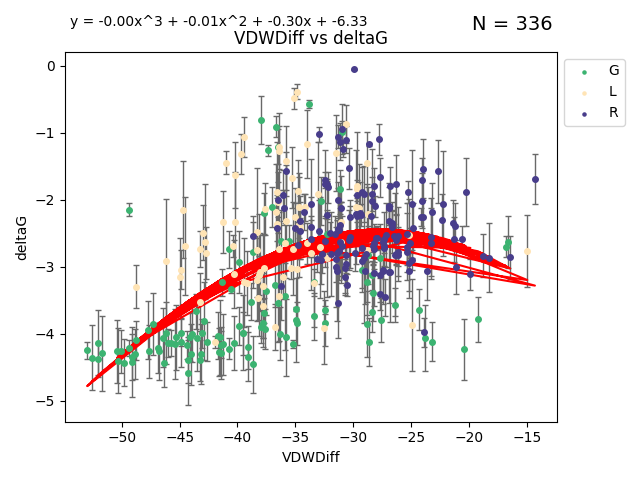 y = -0.00x^3 + -0.01x^2 + -0.30x + -6.33
N = 336
VDWDiff vs deltaG
G
L
R
deltaG
0
−1
−2
−3
−4
−5
−50 −45 −40 −35 −30 −25 −20 −15
VDWDiff